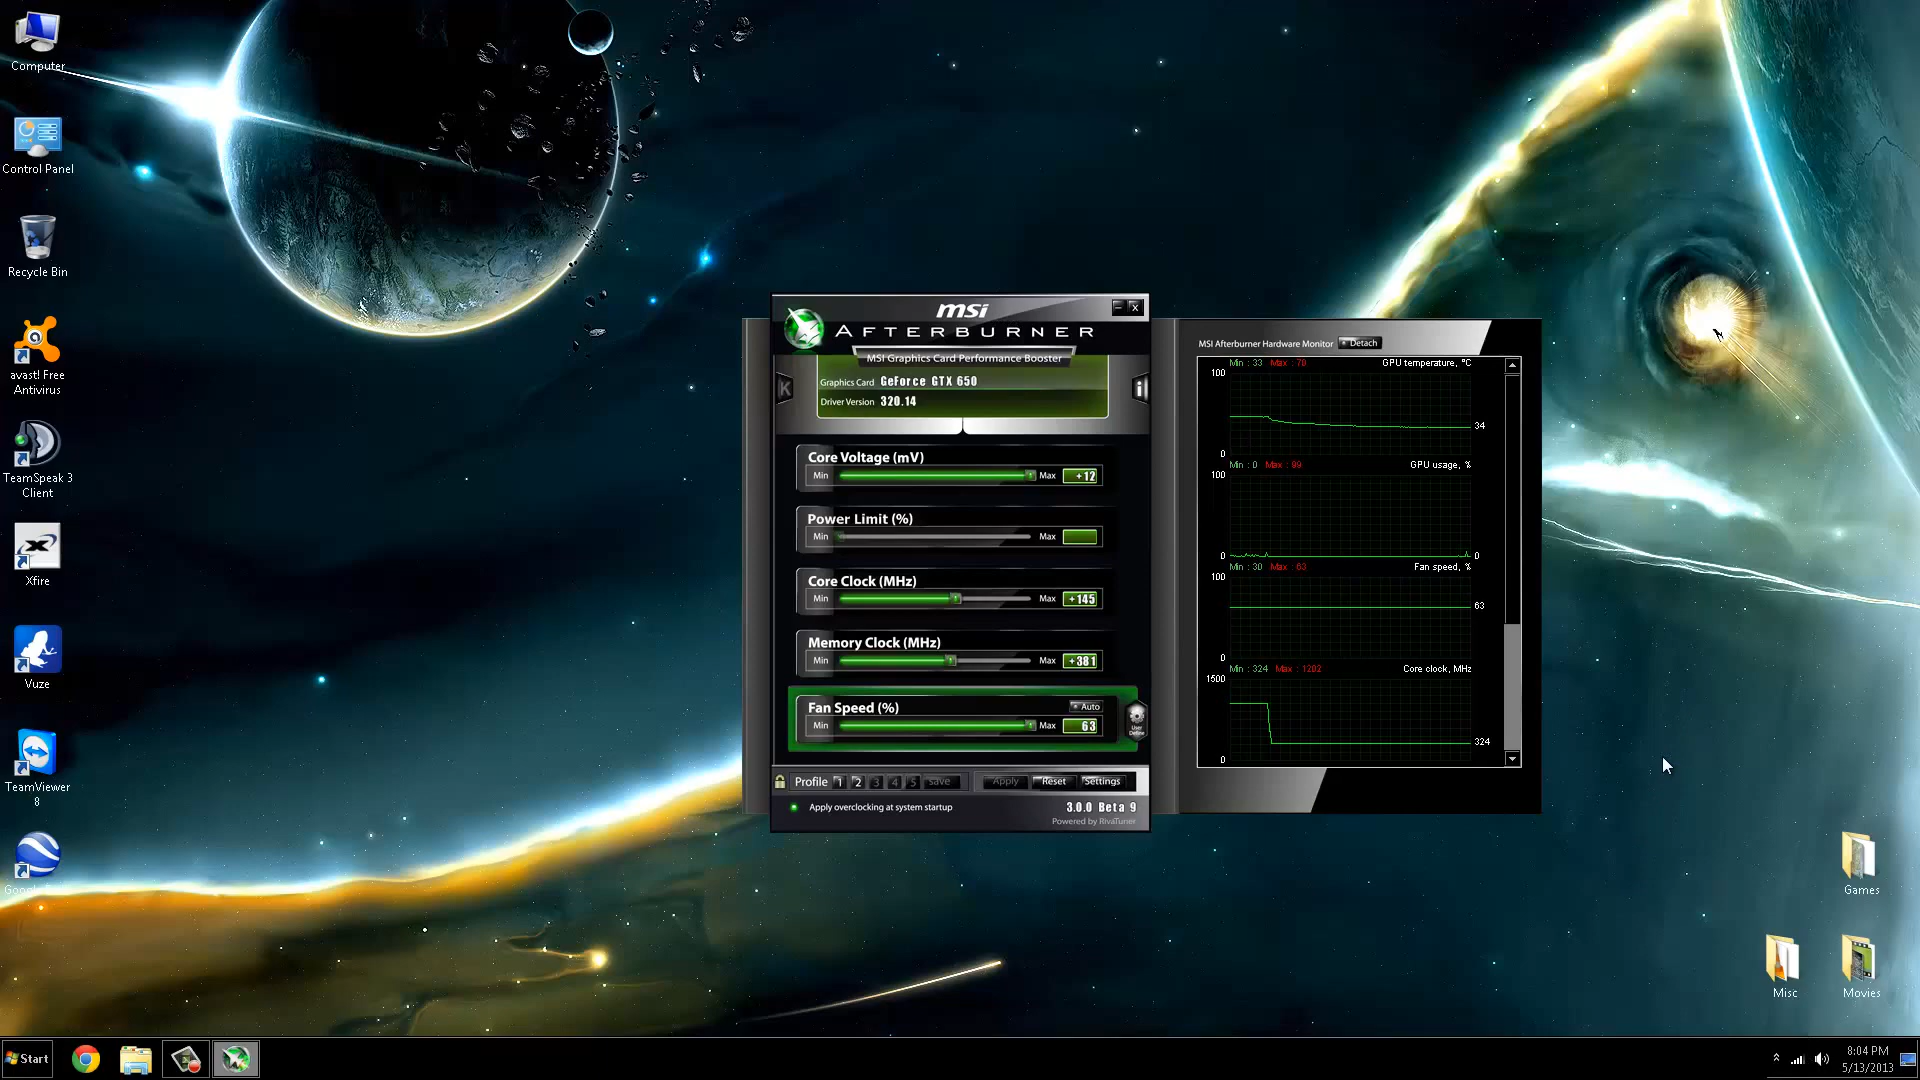 Computer
Control Panel
Recycle Bin
avast! Free
Antivirus
TeamSpeak 3
Client
Xfire
Vuze
TeamViewer
8
msi
AFTERBURNER
MSI Graphics Card Performance Booster
K
i
Graphics Card GeForce GTX 650
Driver Version 320.14
Core Voltage (mV)
Min Max +12
Power Limit (%)
Min Max
Core Clock (MHz)
Min Max +145
Memory Clock (MHz)
Min Max +381
Fan Speed (%) Auto
Min Max 63
User
Define
Profile 1 2 3 4 5 save Apply Reset Settings
Apply overclocking at system startup 3.0.0 Beta 9
Powered by RivaTuner
MSI Afterburner Hardware Monitor Detach
Min : 33 Max : 70 GPU temperature, °C
100
34
0
Min : 0 Max : 99 GPU usage, %
100
0 0
Min : 30 Max : 63 Fan speed, %
100
63
0
Min : 324 Max : 1202 Core clock, MHz
1500
324
0
Games
Misc
Movies
Start
8:04 PM
5/13/2013